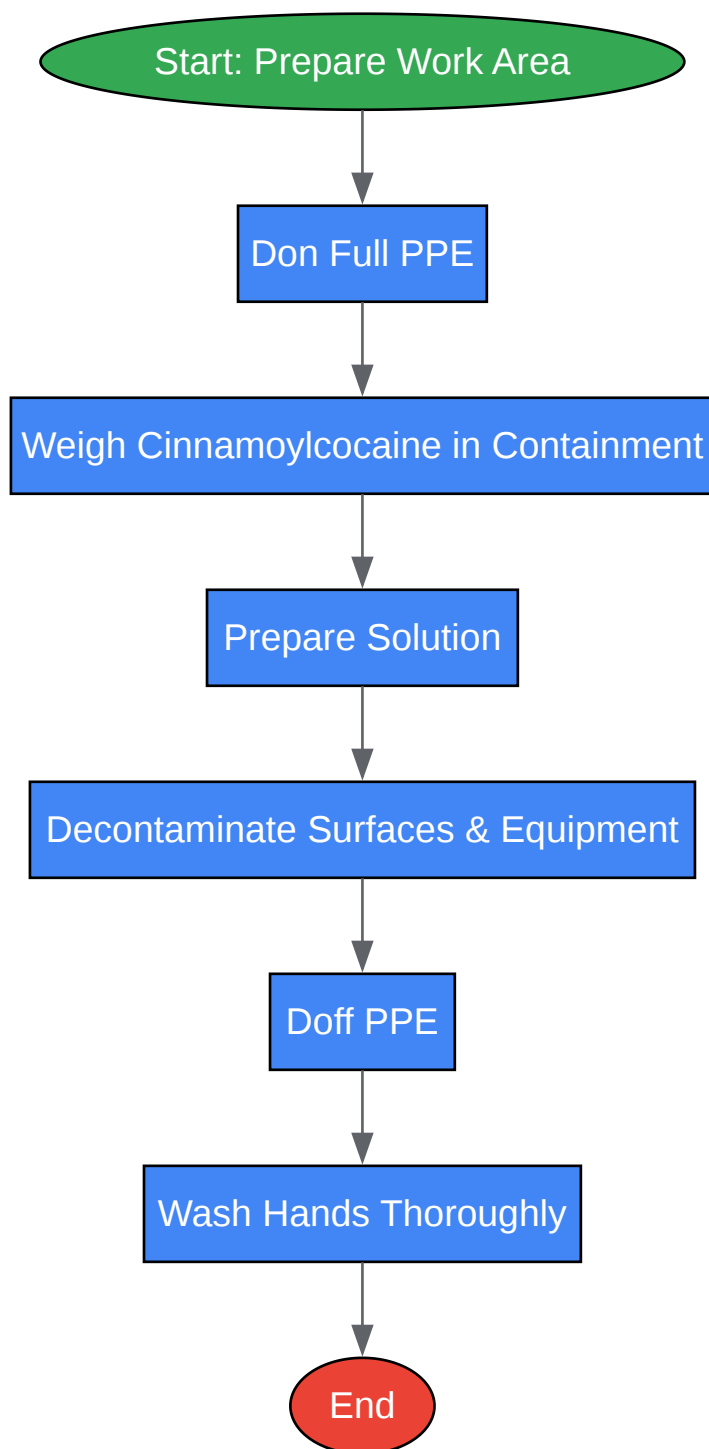 Start: Prepare Work Area
Don Full PPE
Weigh Cinnamoylcocaine in Containment
Prepare Solution
Decontaminate Surfaces & Equipment
Doff PPE
Wash Hands Thoroughly
End